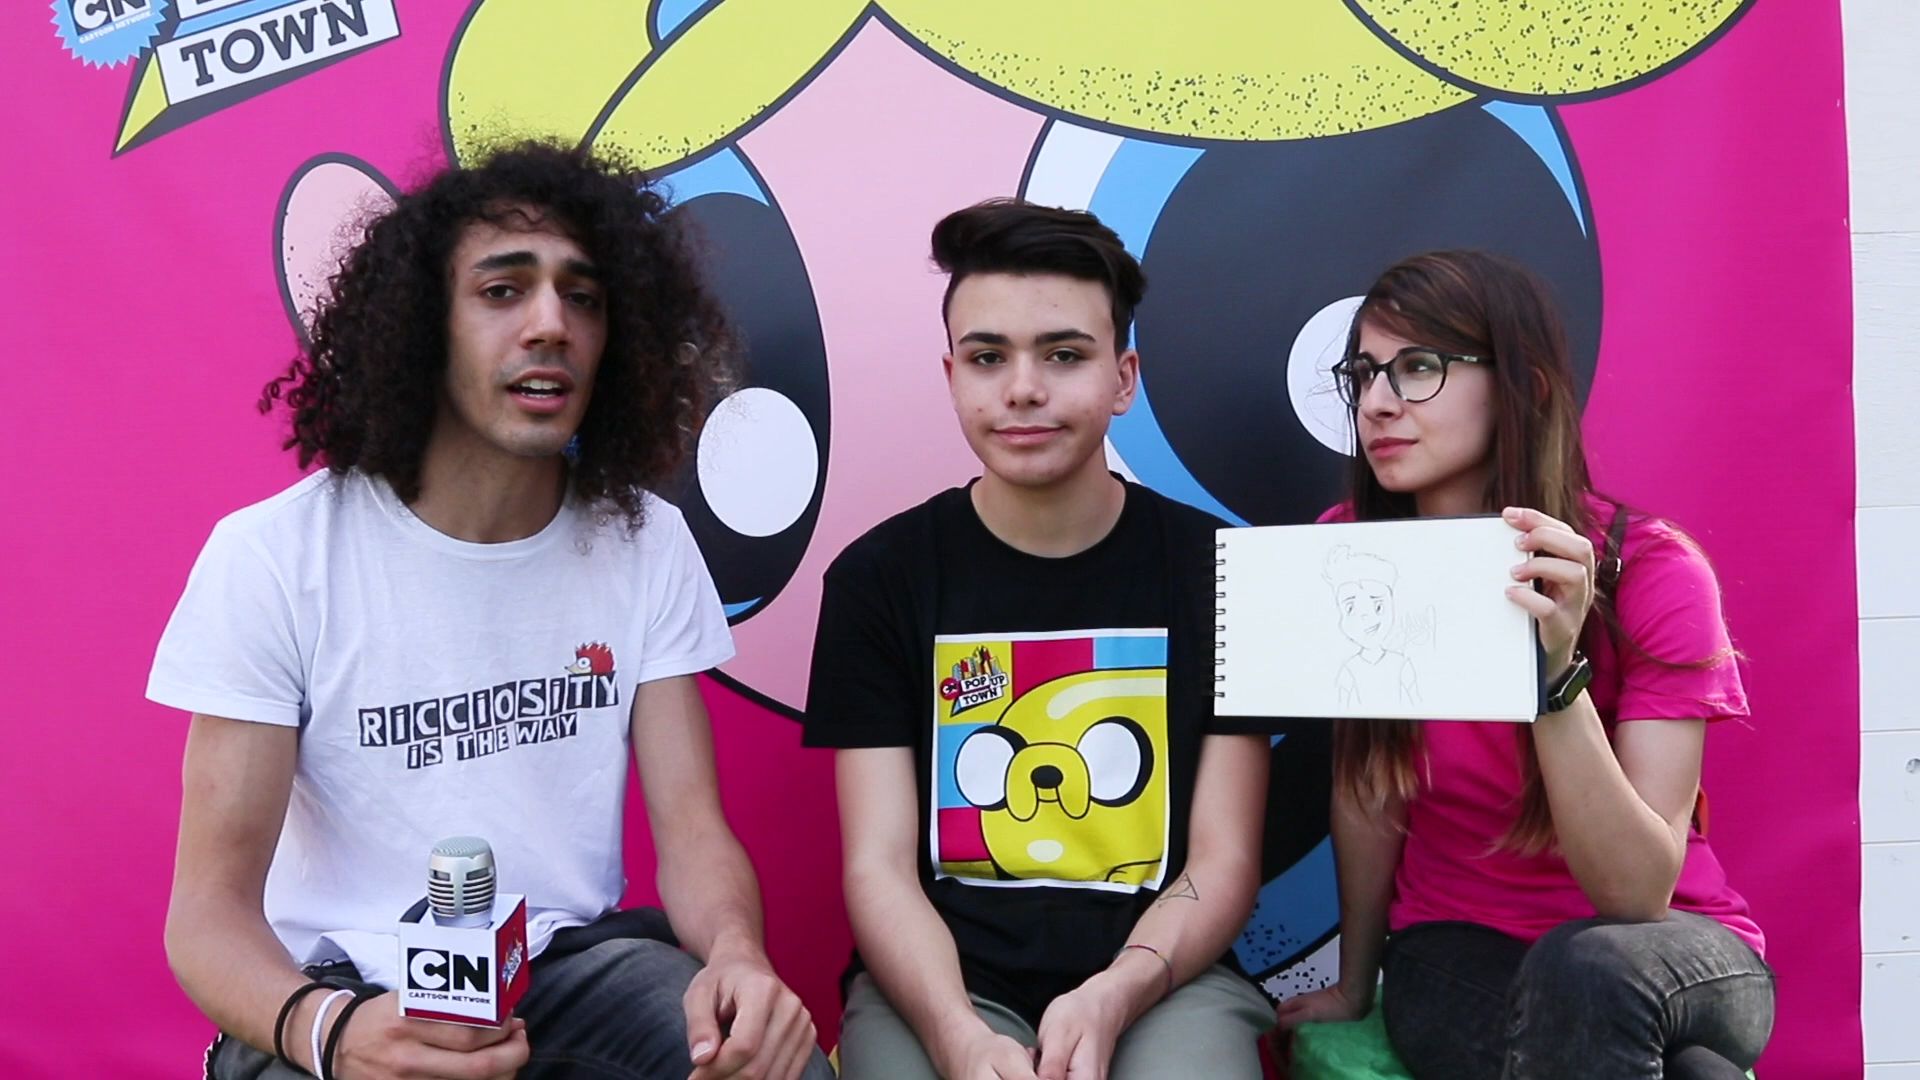 CN
CARTOON NETWORK
TOWN
RiCCiOSiTY
iS THE WAY
CN
POP UP
TOWN
CN
CARTOON NETWORK